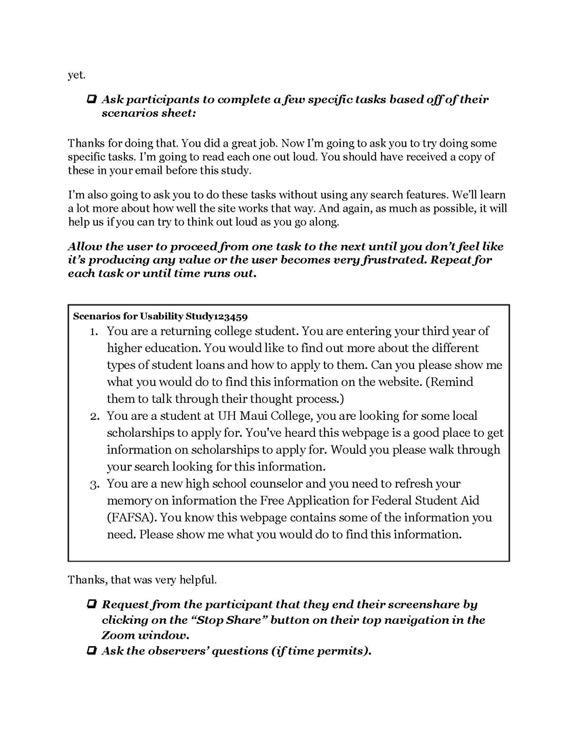 yet.
❑ Ask participants to complete a few specific tasks based off of their
scenarios sheet:
Thanks for doing that. You did a great job. Now I'm going to ask you to try doing some
specific tasks. I'm going to read each one out loud. You should have received a copy of
these in your email before this study.
I'm also going to ask you to do these tasks without using any search features. We'll learn
a lot more about how well the site works that way. And again, as much as possible, it will
help us if you can try to think out loud as you go along.
Allow the user to proceed from one task to the next until you don't feel like
it's producing any value or the user becomes very frustrated. Repeat for
each task or until time runs out.
Scenarios for Usability Study123459
1. You are a returning college student. You are entering your third year of
higher education. You would like to find out more about the different
types of student loans and how to apply to them. Can you please show me
what you would do to find this information on the website. (Remind
them to talk through their thought process.)
2. You are a student at UH Maui College, you are looking for some local
scholarships to apply for. You've heard this webpage is a good place to get
information on scholarships to apply for. Would you please walk through
your search looking for this information.
3. You are a new high school counselor and you need to refresh your
memory on information the Free Application for Federal Student Aid
(FAFSA). You know this webpage contains some of the information you
need. Please show me what you would do to find this information.
Thanks, that was very helpful.
❑ Request from the participant that they end their screenshare by
clicking on the “Stop Share” button on their top navigation in the
Zoom window.
❑ Ask the observers' questions (if time permits).